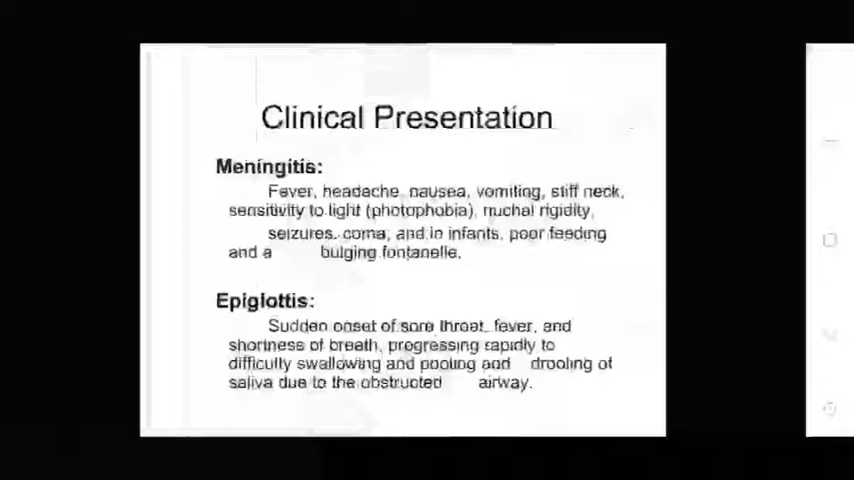 Clinical Presentation
Meningitis:
Fever, headache, nausea, vomiting, stiff neck,
sensitivity to light (photophobia), nuchal rigidity,
seizures, coma, and in infants, poor feeding
and a bulging fontanelle.
Epiglottis:
Sudden onset of sore throat, fever, and
shortness of breath, progressing rapidly to
difficulty swallowing and pooling and drooling of
saliva due to the obstructed airway.